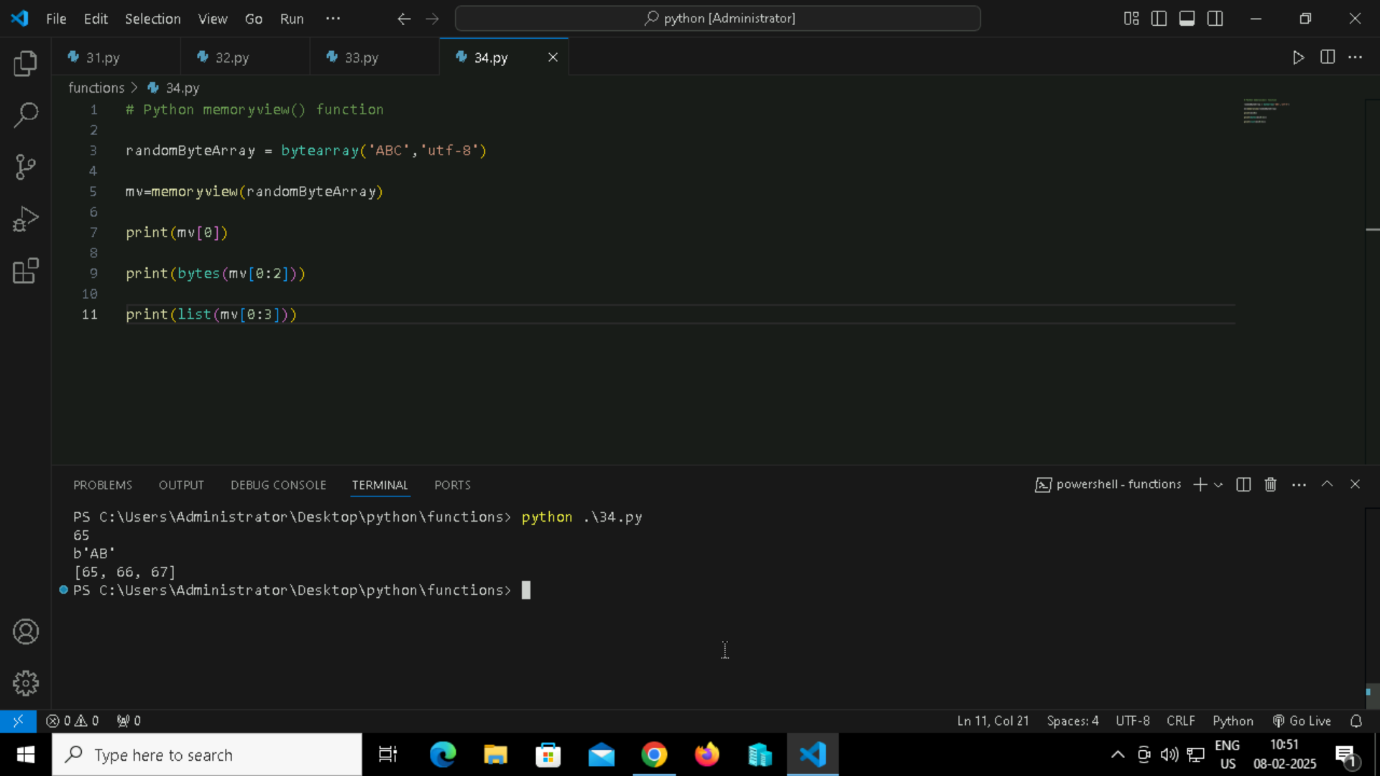 File Edit Selection View Go Run ··· python [Administrator]
31.py 32.py 33.py 34.py
functions > 34.py
1 # Python memoryview() function
2
3 randomByteArray = bytearray('ABC','utf-8')
4
5 mv=memoryview(randomByteArray)
6
7 print(mv[0])
8
9 print(bytes(mv[0:2]))
10
11 print(list(mv[0:3]))
PROBLEMS OUTPUT DEBUG CONSOLE TERMINAL PORTS powershell - functions
PS C:\Users\Administrator\Desktop\python\functions> python .\34.py
65
b'AB'
[65, 66, 67]
PS C:\Users\Administrator\Desktop\python\functions>
0 0 0 Ln 11, Col 21 Spaces: 4 UTF-8 CRLF Python Go Live
Type here to search
ENG
US
10:51
08-02-2025
1